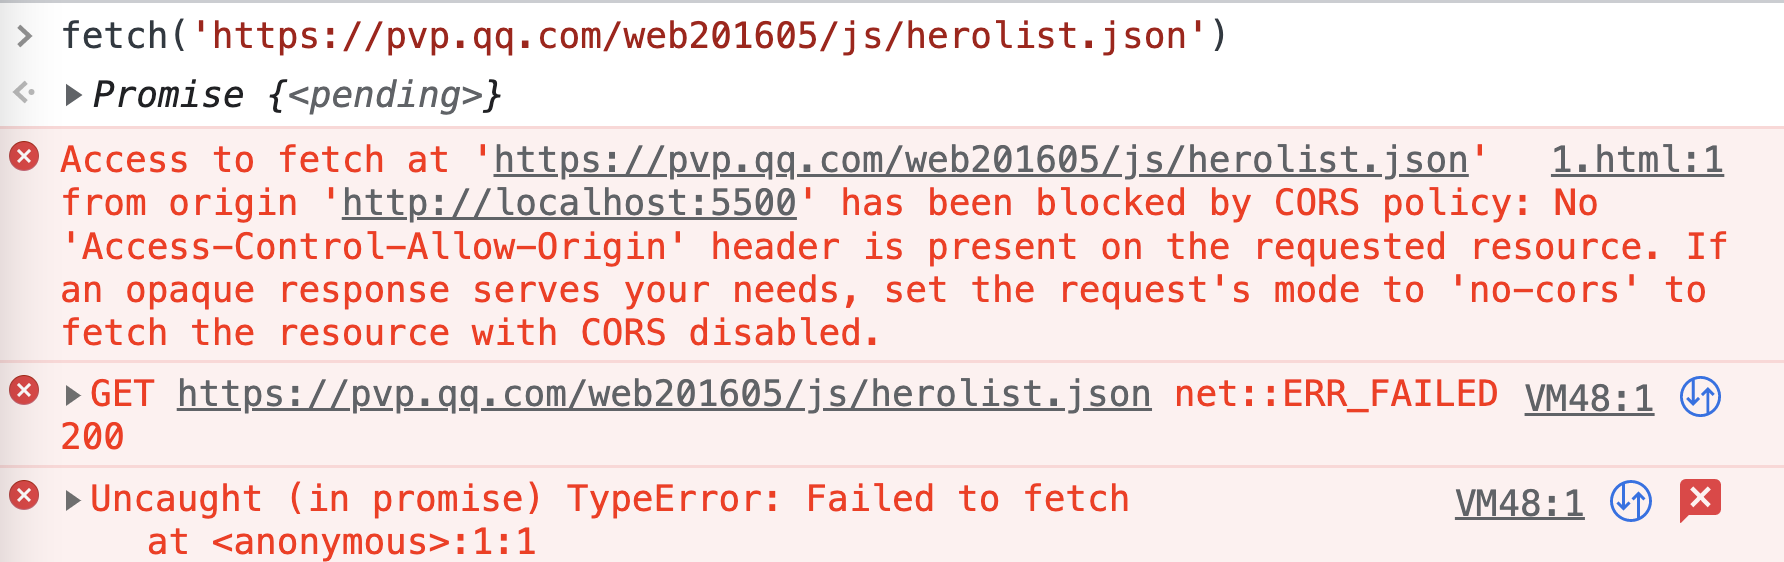 fetch('https://pvp.qq.com/web201605/js/herolist.json')
Promise {<pending>}
Access to fetch at 'https://pvp.qq.com/web201605/js/herolist.json' 1.html:1
from origin 'http://localhost:5500' has been blocked by CORS policy: No
'Access-Control-Allow-Origin' header is present on the requested resource. If
an opaque response serves your needs, set the request's mode to 'no-cors' to
fetch the resource with CORS disabled.
GET https://pvp.qq.com/web201605/js/herolist.json net::ERR_FAILED VM48:1
200
Uncaught (in promise) TypeError: Failed to fetch VM48:1
at <anonymous>:1:1